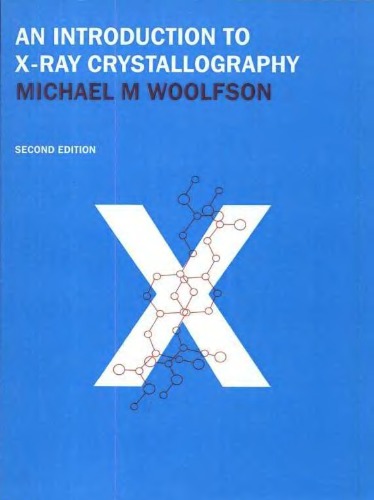 AN INTRODUCTION TO
X-RAY CRYSTALLOGRAPHY
MICHAEL M WOOLFSON
SECOND EDITION
X